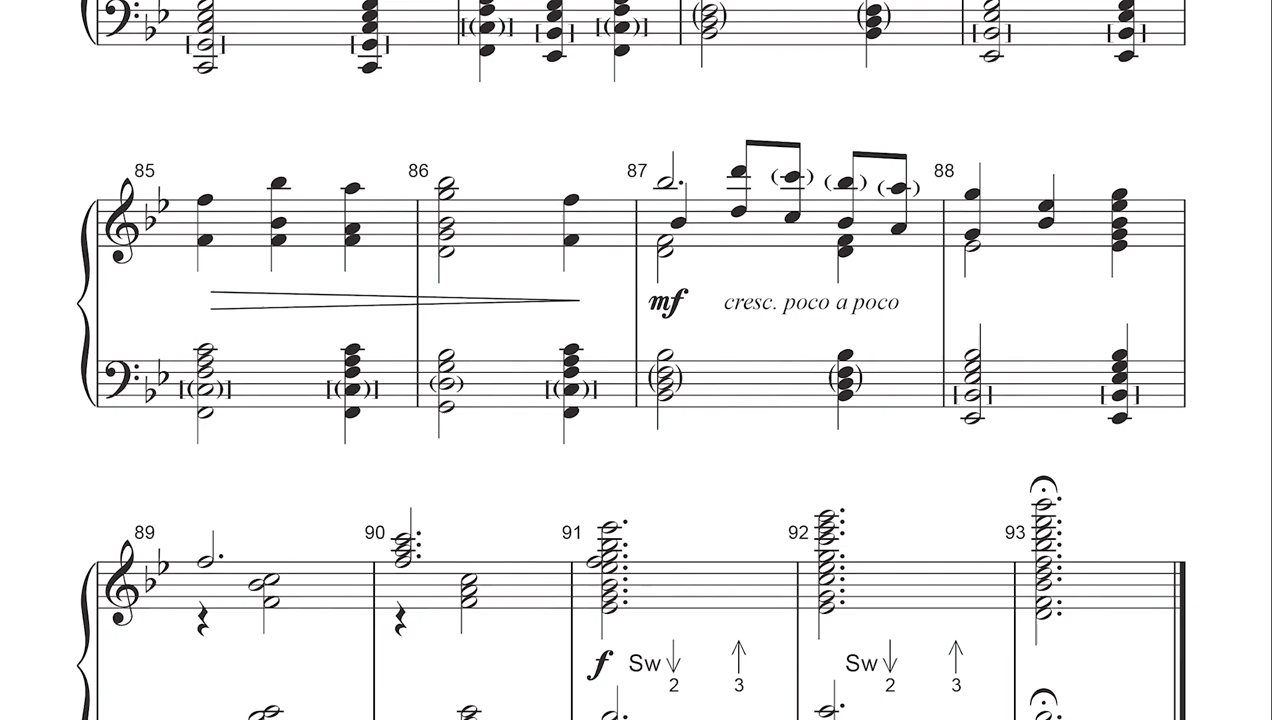 85 86 87 88
mf cresc. poco a poco
89 90 91 92 93
f Sw Sw
2 3 2 3